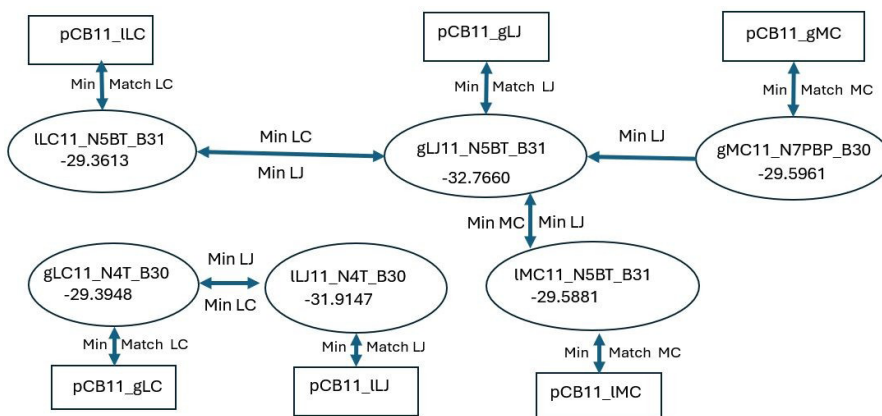 pCB11_lLC
pCB11_gLJ
pCB11_gMC
Min Match LC
Min Match LJ
Min Match MC
lLC11_N5BT_B31
-29.3613
Min LC
Min LJ
gLJ11_N5BT_B31
-32.7660
Min LJ
gMC11_N7PBP_B30
-29.5961
Min MC Min LJ
gLC11_N4T_B30
-29.3948
Min LJ
Min LC
lLJ11_N4T_B30
-31.9147
lMC11_N5BT_B31
-29.5881
Min Match LC
Min Match LJ
Min Match MC
pCB11_gLC
pCB11_lLJ
pCB11_lMC